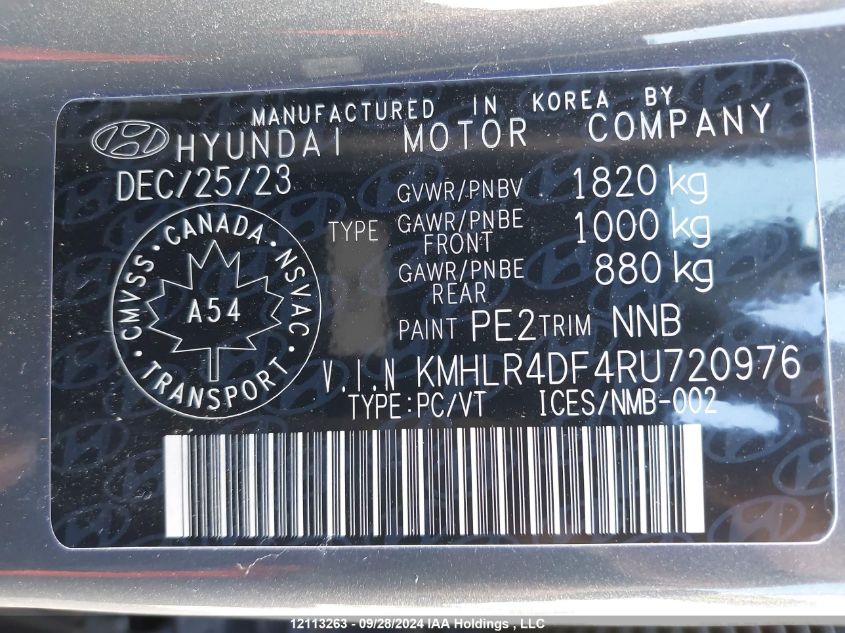 MANUFACTURED IN KOREA BY
HYUNDAI MOTOR COMPANY
DEC/25/23
GVWR/PNBV 1820 kg
TYPE GAWR/PNBE FRONT 1000 kg
GAWR/PNBE REAR 880 kg
PAINT PE2 TRIM NNB
CMVSS · CANADA · NSVAC · TRANSPORT ·
A54
V.I.N KMHLR4DF4RU720976
TYPE:PC/VT ICES/NMB-002
12113263 - 09/28/2024 IAA Holdings , LLC